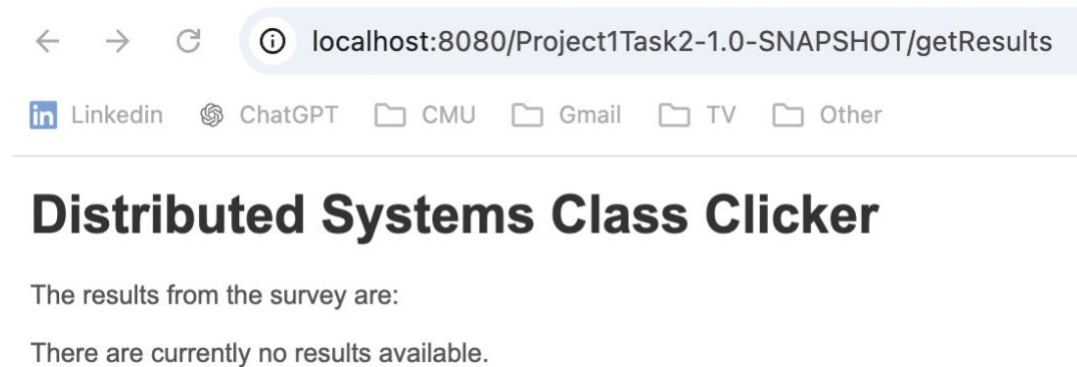 localhost:8080/Project1Task2-1.0-SNAPSHOT/getResults
in Linkedin ChatGPT CMU Gmail TV Other
Distributed Systems Class Clicker
The results from the survey are:
There are currently no results available.